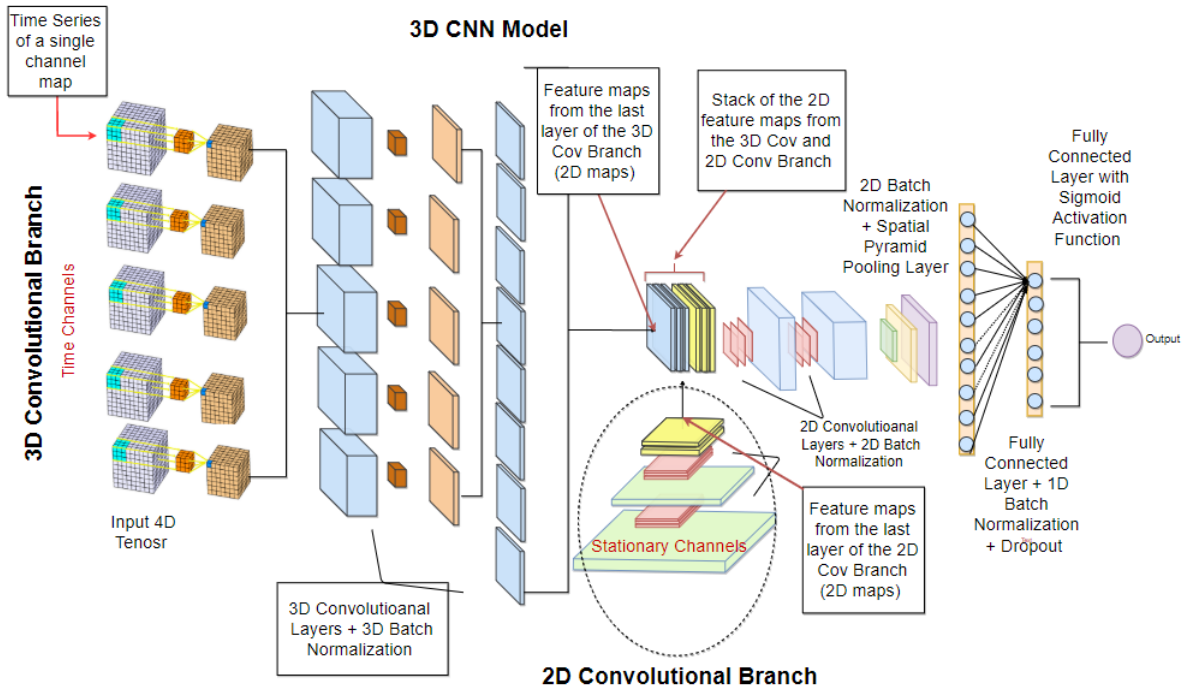 Time Series
of a single
channel
map
3D CNN Model
Feature maps
from the last
layer of the 3D
Cov Branch
(2D maps)
Stack of the 2D
feature maps from
the 3D Cov and
2D Conv Branch
Fully
Connected
Layer with
Sigmoid
Activation
Function
2D Batch
Normalization
+ Spatial
Pyramid
Pooling Layer
3D Convolutional Branch
Time Channels
Output
2D Convolutioanal
Layers + 2D Batch
Normalization
Fully
Connected
Layer + 1D
Batch
Normalization
+ Dropout
Input 4D
Tenosr
Stationary Channels
Feature maps
from the last
layer of the 2D
Cov Branch
(2D maps)
3D Convolutioanal
Layers + 3D Batch
Normalization
2D Convolutional Branch